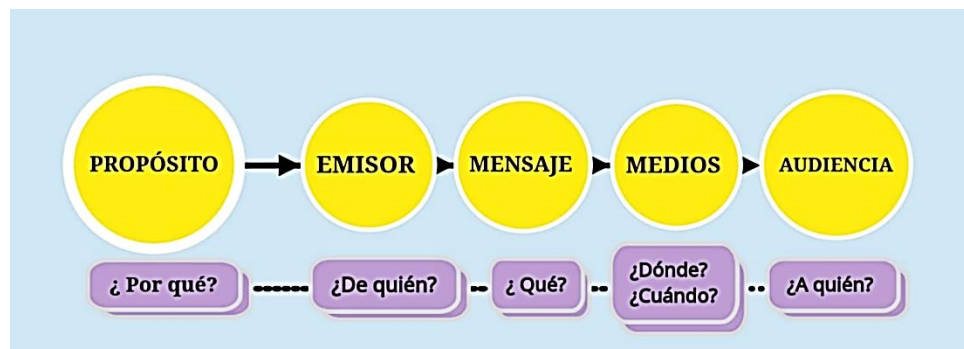 PROPÓSITO
EMISOR
MENSAJE
MEDIOS
AUDIENCIA
¿ Por qué?
¿De quién?
¿ Qué?
¿Dónde?
¿Cuándo?
¿A quién?